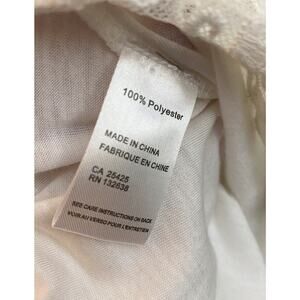 100% Polyester
MADE IN CHINA
FABRIQUE EN CHINE
CA 25425
RN 132638
SEE CARE INSTRUCTIONS ON BACK
VOIR AU VERSO POUR L'ENTRETIEN